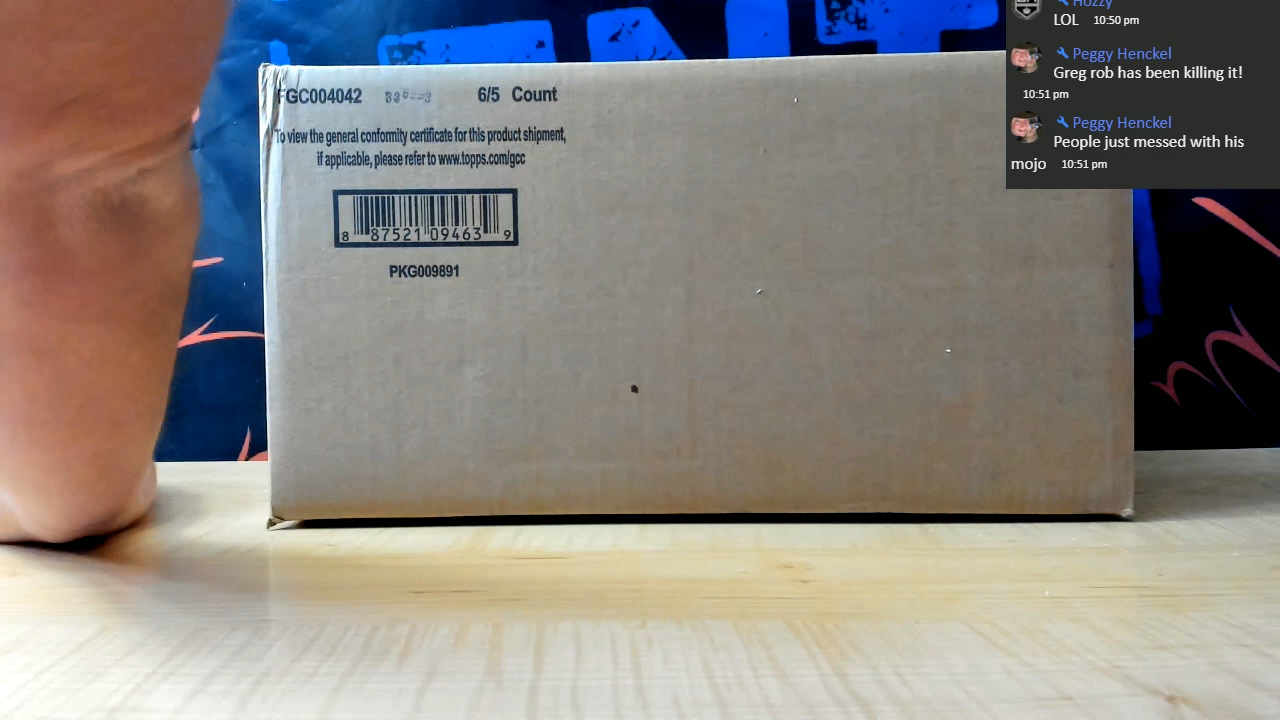 FGC004042 6/5 Count
To view the general conformity certificate for this product shipment,
if applicable, please refer to www.topps.com/gcc
8 87521 09463 9
PKG009891
Hozzy
LOL 10:50 pm
Peggy Henckel
Greg rob has been killing it!
10:51 pm
Peggy Henckel
People just messed with his
mojo 10:51 pm